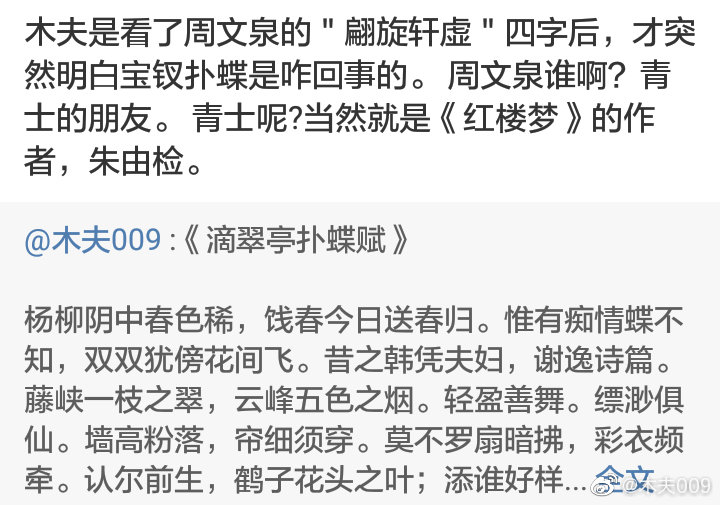 木夫是看了周文泉的＂翩旋轩虚＂四字后，才突
然明白宝钗扑蝶是咋回事的。 周文泉谁啊？青
士的朋友。 青士呢?当然就是《红楼梦》的作
者，朱由检。
@木夫009 :《滴翠亭扑蝶赋》
杨柳阴中春色稀，饯春今日送春归。惟有痴情蝶不
知，双双犹傍花间飞。昔之韩凭夫妇，谢逸诗篇。
藤峡一枝之翠，云峰五色之烟。轻盈善舞。缥渺俱
仙。墙高粉落，帘细须穿。莫不罗扇暗拂，彩衣频
牵。认尔前生，鹤子花头之叶；添谁好样... 全文
@木夫009